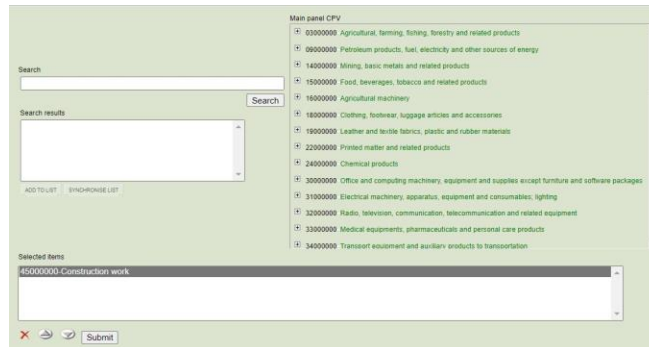 Main panel CPV
03000000 Agricultural, farming, fishing, forestry and related products
09000000 Petroleum products, fuel, electricity and other sources of energy
14000000 Mining, basic metals and related products
15000000 Food, beverages, tobacco and related products
16000000 Agricultural machinery
18000000 Clothing, footwear, luggage articles and accessories
19000000 Leather and textile fabrics, plastic and rubber materials
22000000 Printed matter and related products
24000000 Chemical products
30000000 Office and computing machinery, equipment and supplies except furniture and software packages
31000000 Electrical machinery, apparatus, equipment and consumables; lighting
32000000 Radio, television, communication, telecommunication and related equipment
33000000 Medical equipments, pharmaceuticals and personal care products
34000000 Transport equipment and auxiliary products to transportation
Search
Search
Search results
ADD TO LIST SYNCHRONISE LIST
Selected items
45000000-Construction work
Submit